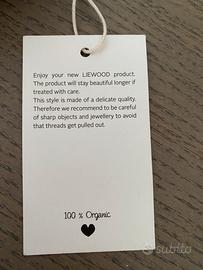 Enjoy your new LIEWOOD product.
The product will stay beautiful longer if
treated with care.
This style is made of a delicate quality.
Therefore we recommend to be careful
of sharp objects and jewellery to avoid
that threads get pulled out.
100 % Organic
subito